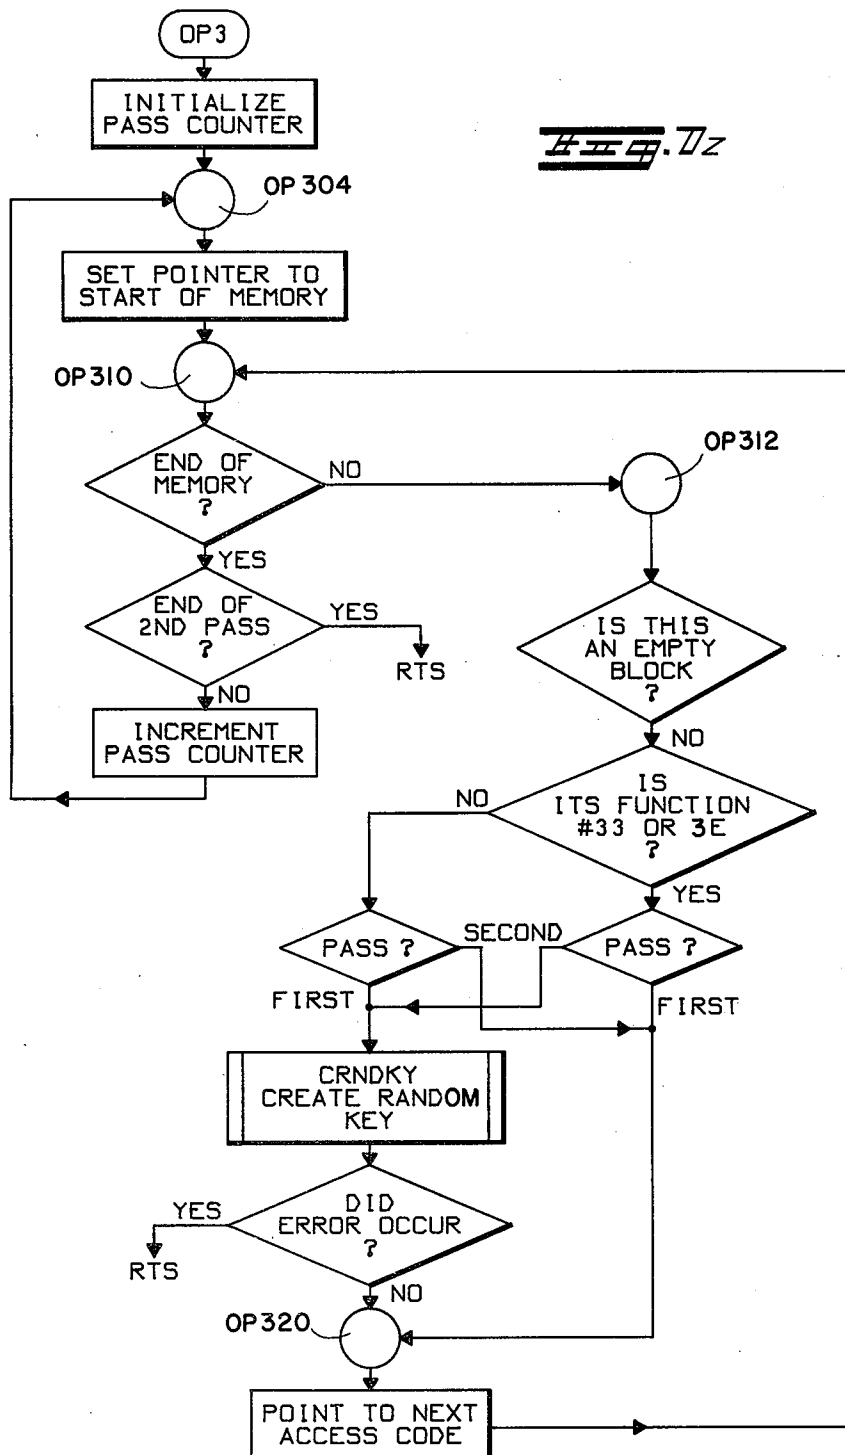 OP3
INITIALIZE
PASS COUNTER
Fig. 7z
OP304
SET POINTER TO
START OF MEMORY
OP310
END OF
MEMORY
?
NO
OP312
YES
END OF
2ND PASS
?
YES
RTS
IS THIS
AN EMPTY
BLOCK
?
NO
INCREMENT
PASS COUNTER
NO
IS
ITS FUNCTION
#33 OR 3E
?
NO
YES
PASS ?
SECOND
PASS ?
FIRST
FIRST
CRNDKY
CREATE RANDOM
KEY
DID
ERROR OCCUR
?
YES
RTS
NO
OP320
POINT TO NEXT
ACCESS CODE